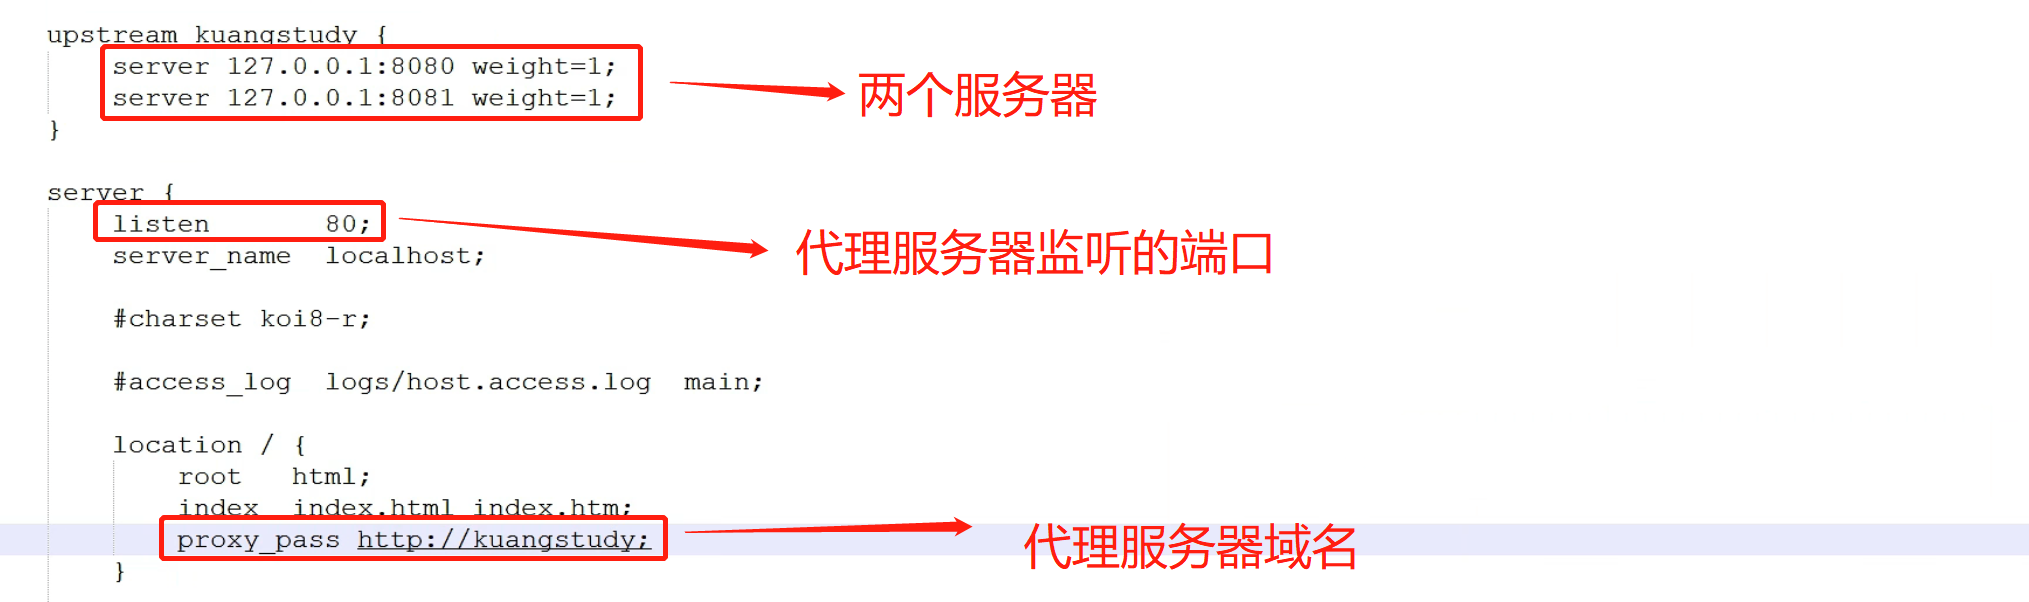 upstream kuangstudy {
server 127.0.0.1:8080 weight=1;
server 127.0.0.1:8081 weight=1;
两个服务器
}
server {
listen 80;
代理服务器监听的端口
server_name localhost;
#charset koi8-r;
#access_log logs/host.access.log main;
location / {
root html;
index index.html index.htm;
proxy_pass http://kuangstudy;
代理服务器域名
}